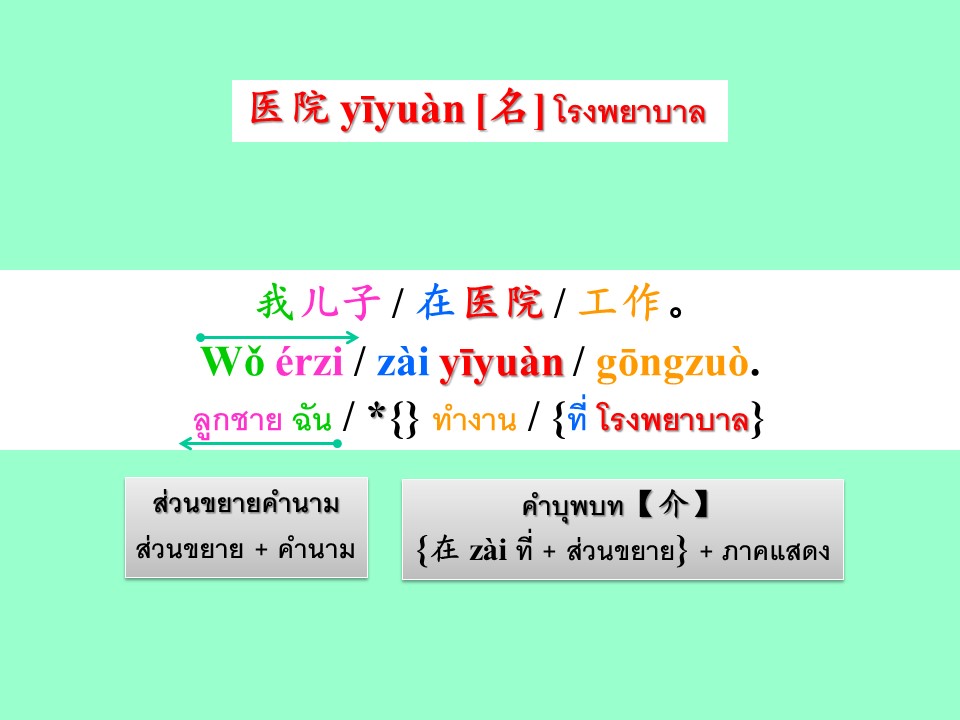 医院 yīyuàn [名] โรงพยาบาล
我儿子 / 在医院 / 工作。
Wǒ érzi / zài yīyuàn / gōngzuò.
ลูกชาย ฉัน / *{} ทำงาน / {ที่ โรงพยาบาล}
ส่วนขยายคำนาม
ส่วนขยาย + คำนาม
คำบุพบท【介】
{在 zài ที่ + ส่วนขยาย} + ภาคแสดง